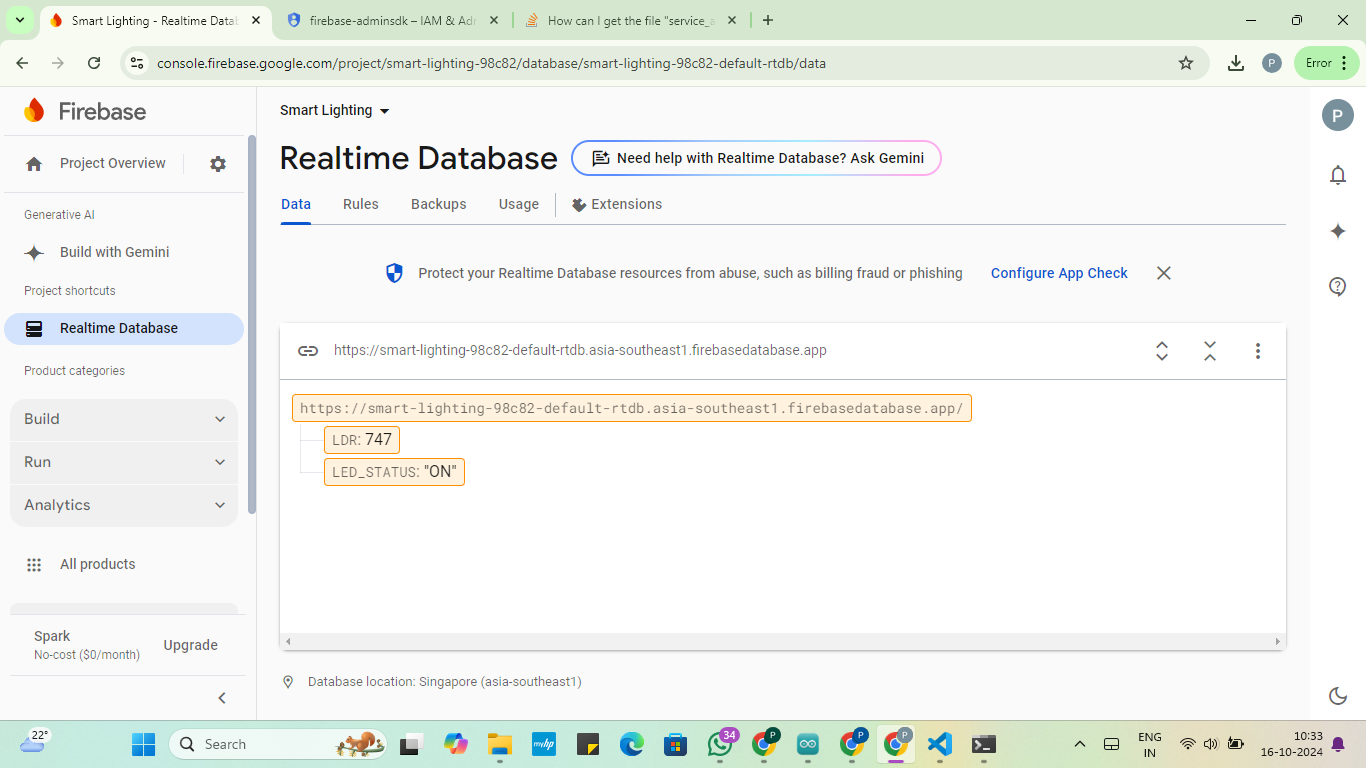 Smart Lighting - Realtime Datab
firebase-adminsdk – IAM & Adm
How can I get the file "service_a
console.firebase.google.com/project/smart-lighting-98c82/database/smart-lighting-98c82-default-rtdb/data
P
Error
Firebase
Project Overview
Generative AI
Build with Gemini
Project shortcuts
Realtime Database
Product categories
Build
Run
Analytics
All products
Spark
No-cost ($0/month)
Upgrade
Smart Lighting
Realtime Database
Need help with Realtime Database? Ask Gemini
Data
Rules
Backups
Usage
Extensions
Protect your Realtime Database resources from abuse, such as billing fraud or phishing
Configure App Check
https://smart-lighting-98c82-default-rtdb.asia-southeast1.firebasedatabase.app
https://smart-lighting-98c82-default-rtdb.asia-southeast1.firebasedatabase.app/
LDR: 747
LED_STATUS: "ON"
Database location: Singapore (asia-southeast1)
P
22°
Search
myhp
34
P
P
P
ENG
IN
10:33
16-10-2024